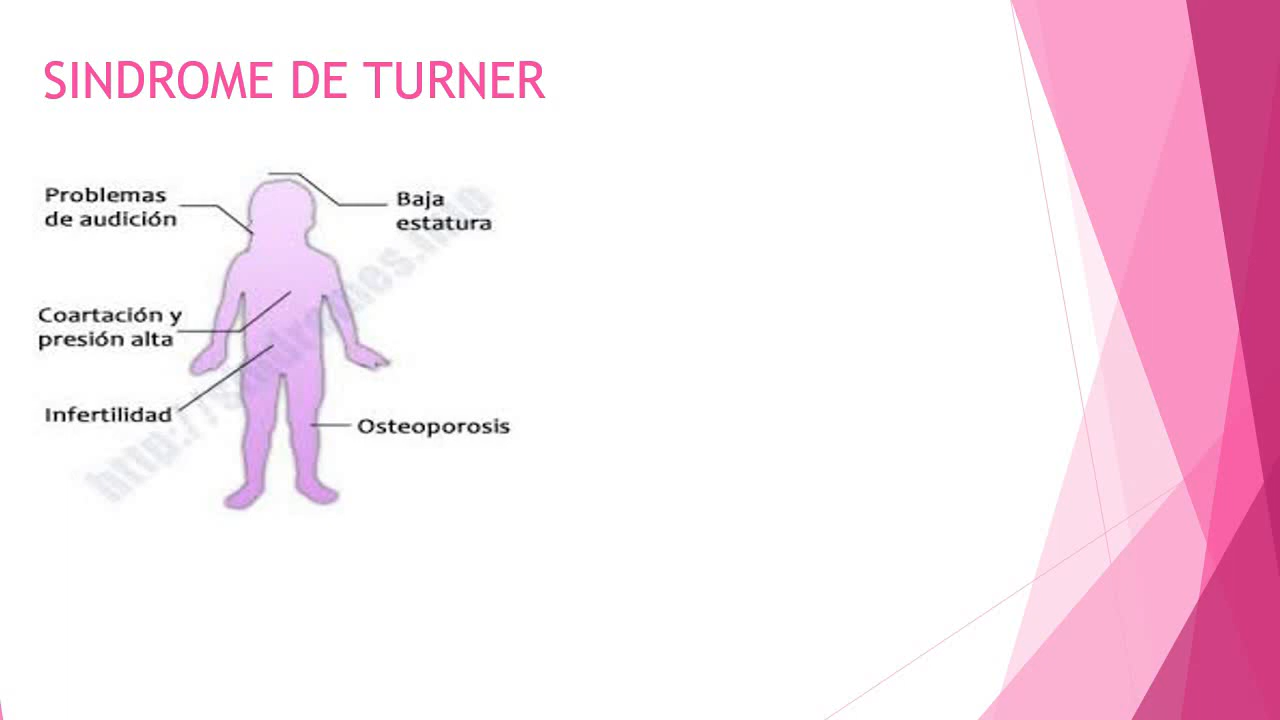 SINDROME DE TURNER
Problemas
de audición
Baja
estatura
Coartación y
presión alta
Infertilidad
Osteoporosis